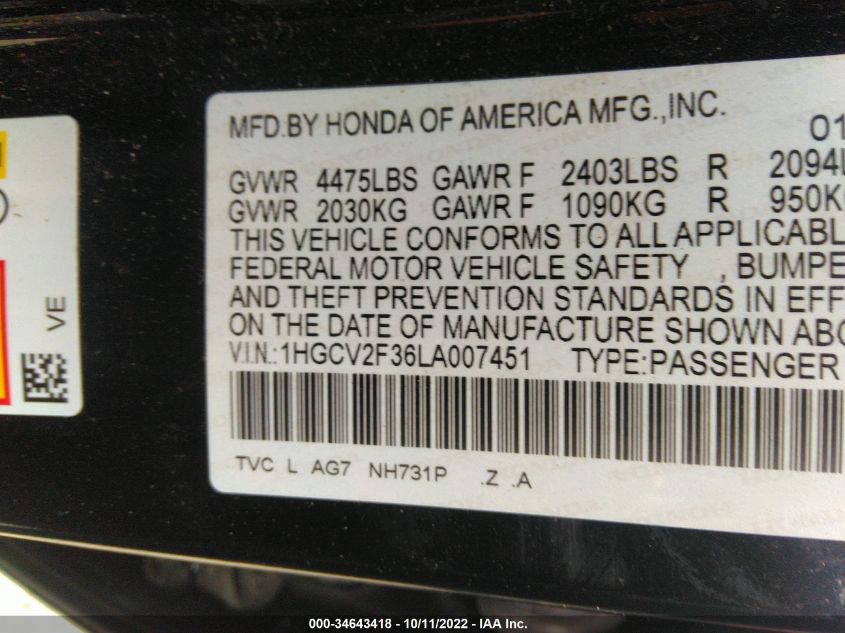 MFD.BY HONDA OF AMERICA MFG.,INC.
GVWR 4475LBS GAWR F 2403LBS R 2094L
GVWR 2030KG GAWR F 1090KG R 950K
THIS VEHICLE CONFORMS TO ALL APPLICABL
FEDERAL MOTOR VEHICLE SAFETY , BUMPE
AND THEFT PREVENTION STANDARDS IN EFF
ON THE DATE OF MANUFACTURE SHOWN ABO
V.I.N.:1HGCV2F36LA007451 TYPE:PASSENGER
TVC L AG7 NH731P .Z .A
VE
000-34643418 - 10/11/2022 - IAA Inc.